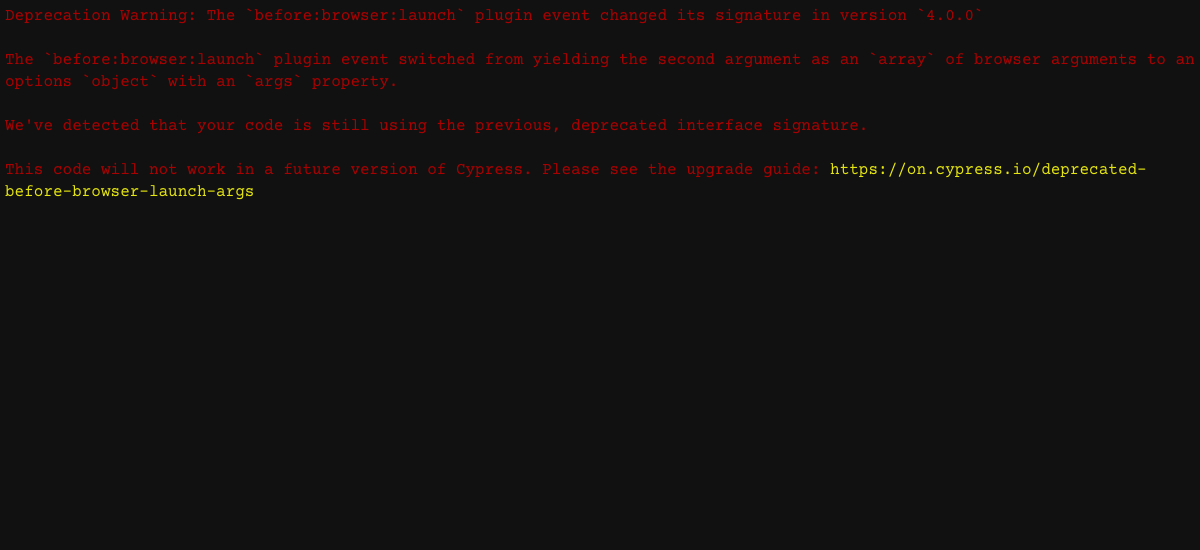 Deprecation Warning: The `before:browser:launch` plugin event changed its signature in version `4.0.0`
The `before:browser:launch` plugin event switched from yielding the second argument as an `array` of browser arguments to an
options `object` with an `args` property.
We've detected that your code is still using the previous, deprecated interface signature.
This code will not work in a future version of Cypress. Please see the upgrade guide: https://on.cypress.io/deprecated-
before-browser-launch-args